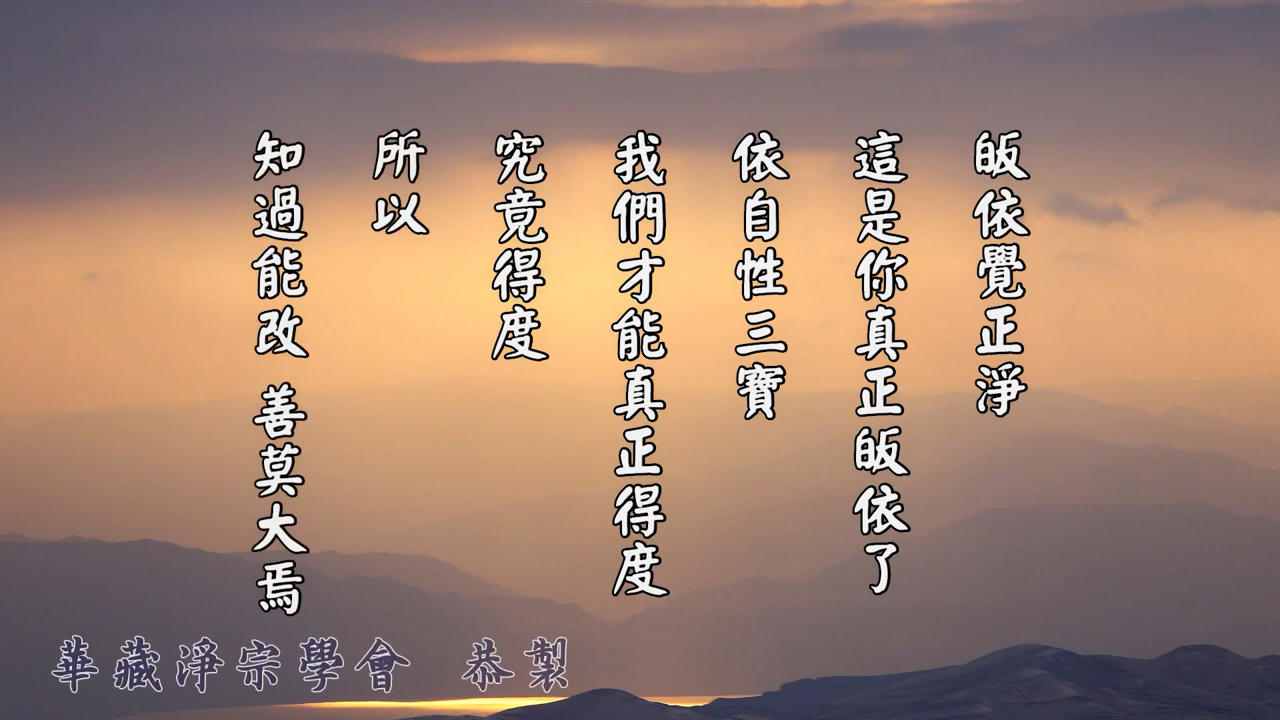 皈依覺正淨
這是你真正皈依了
依自性三寶
我們才能真正得度
究竟得度
所以
知過能改 善莫大焉
華藏淨宗學會 恭製